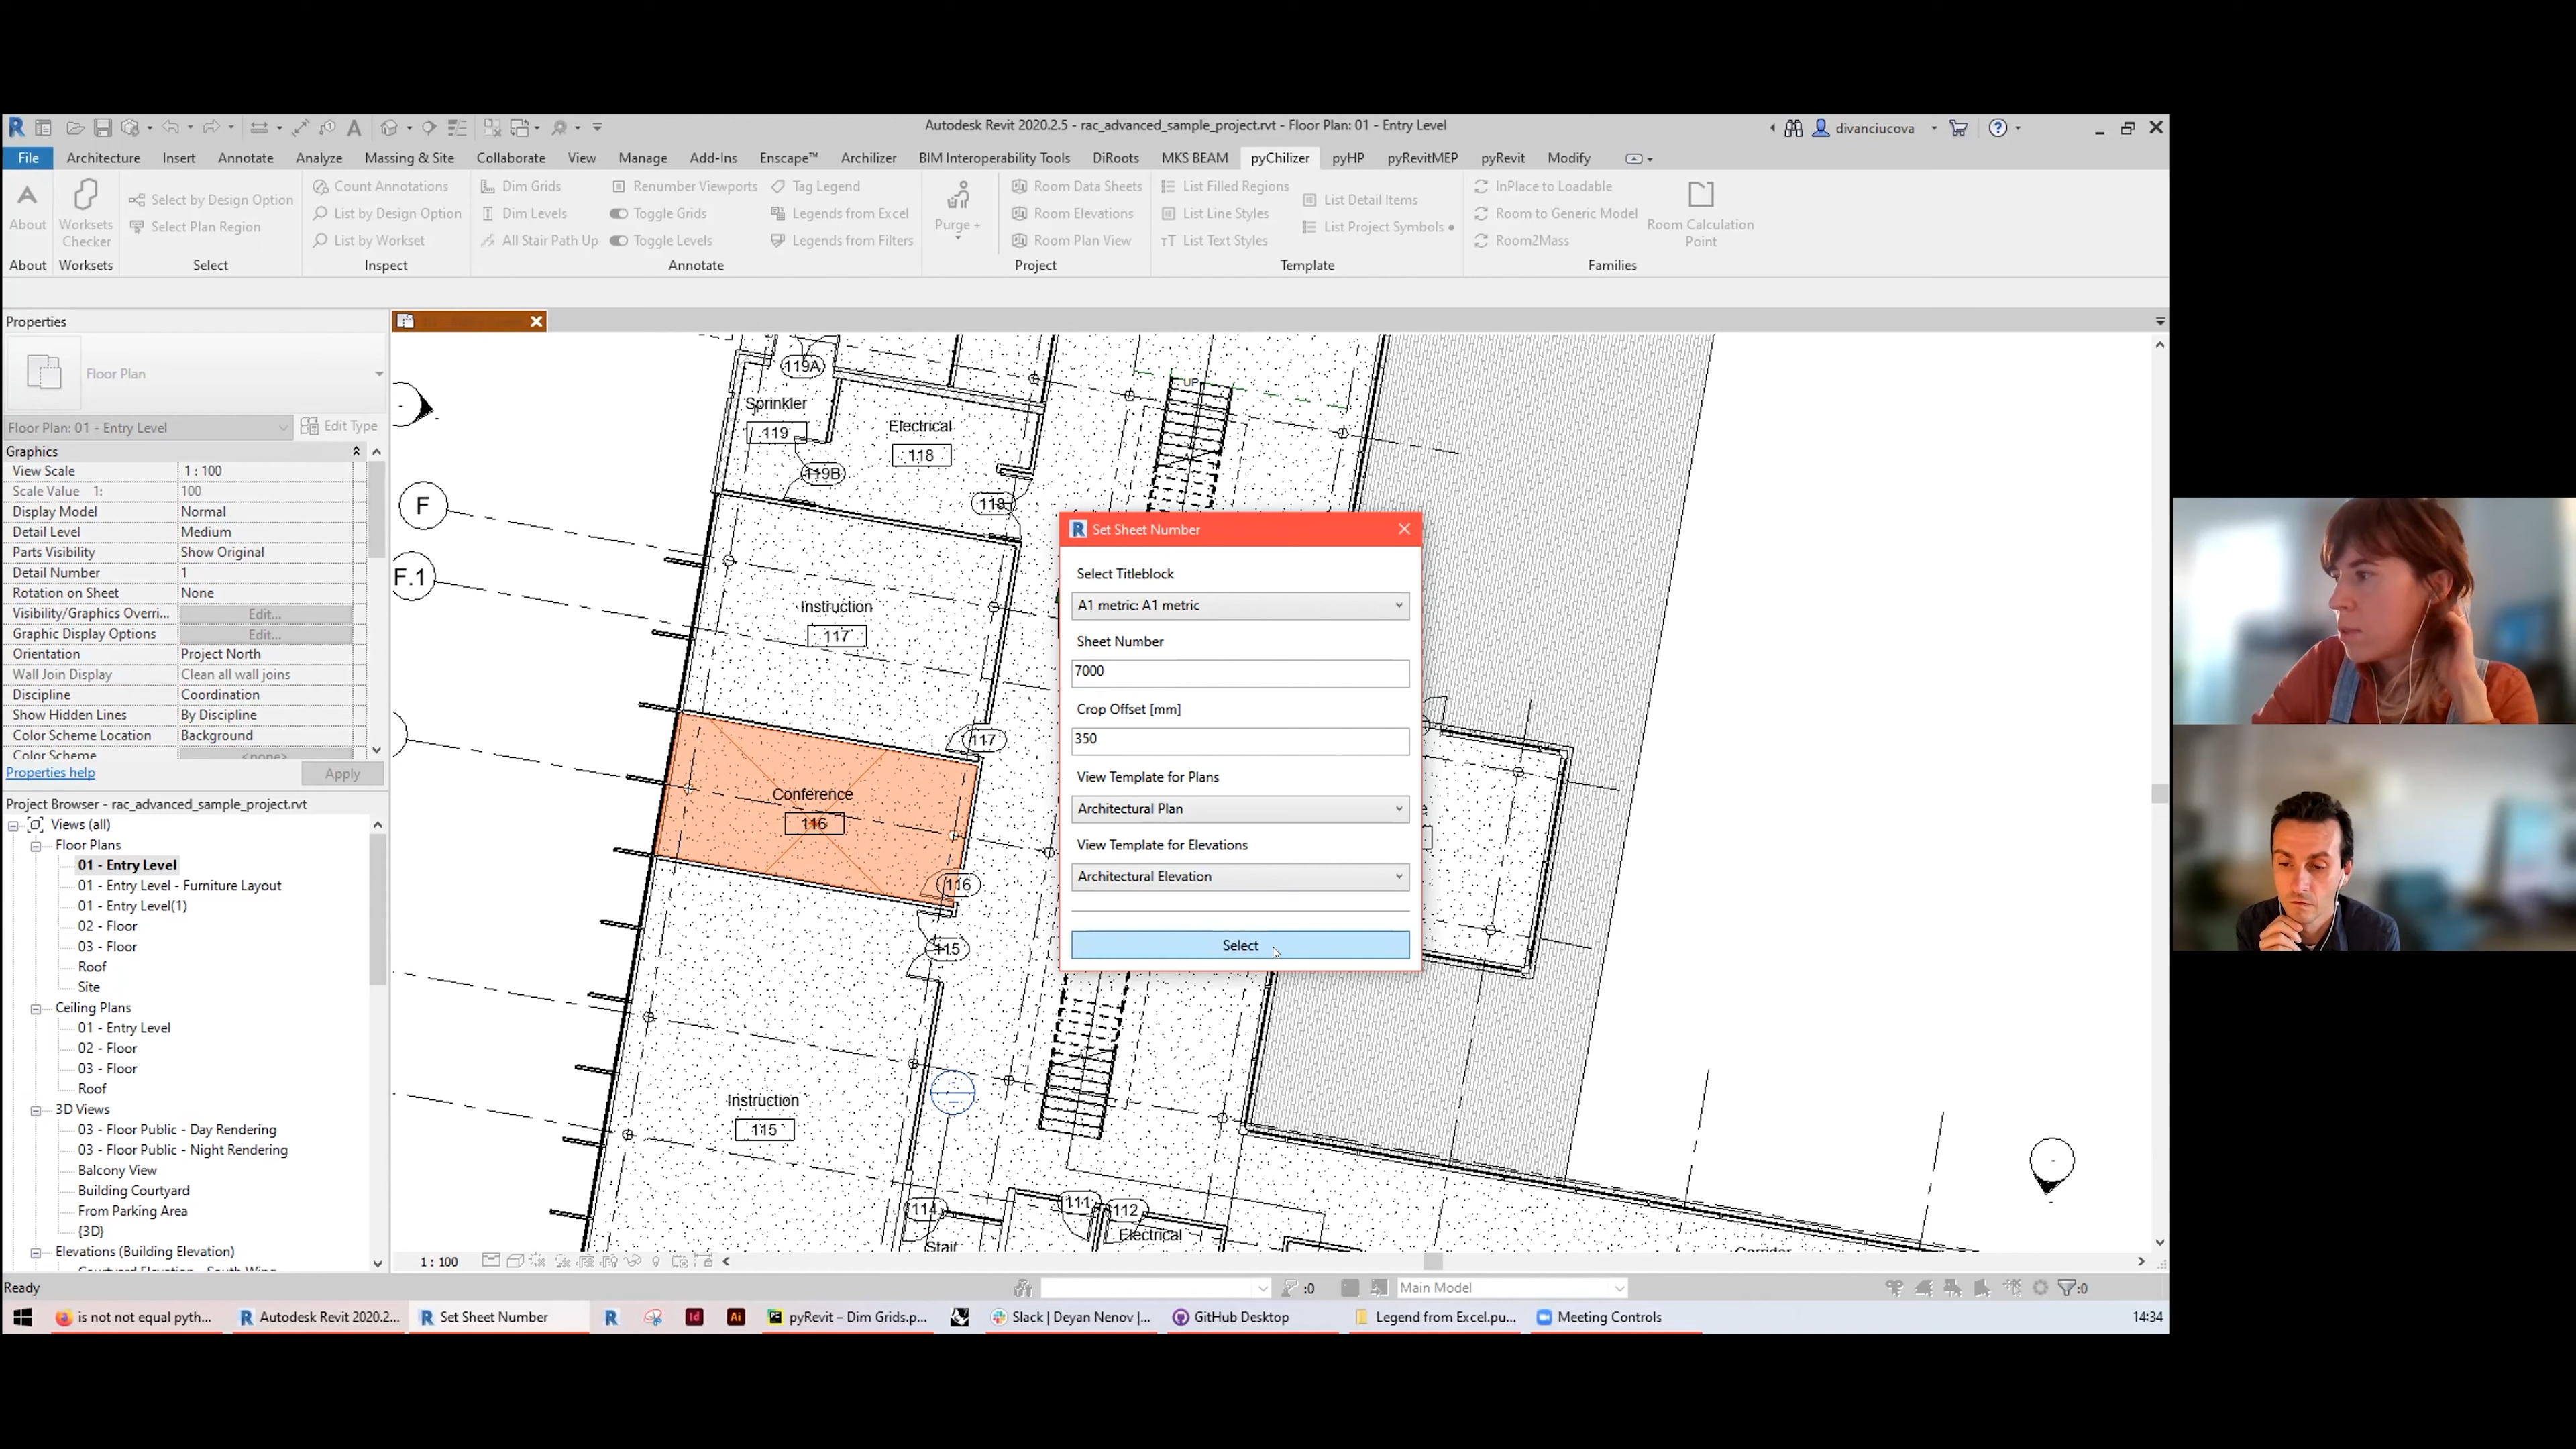 Autodesk Revit 2020.2.5 - rac_advanced_sample_project.rvt - Floor Plan: 01 - Entry Level
divanciucova
File Architecture Insert Annotate Analyze Massing & Site Collaborate View Manage Add-Ins Enscape™ Archilizer BIM Interoperability Tools DiRoots MKS BEAM pyChilizer pyHP pyRevitMEP pyRevit Modify
About
Worksets Checker
Select by Design Option
Select Plan Region
Count Annotations
List by Design Option
List by Workset
Dim Grids
Dim Levels
All Stair Path Up
Renumber Viewports
Toggle Grids
Toggle Levels
Tag Legend
Legends from Excel
Legends from Filters
Purge +
Room Data Sheets
Room Elevations
Room Plan View
List Filled Regions
List Line Styles
List Text Styles
List Detail Items
List Project Symbols
InPlace to Loadable
Room to Generic Model
Room2Mass
Room Calculation Point
About Worksets Select Inspect Annotate Project Template Families
Properties
Floor Plan
Floor Plan: 01 - Entry Level Edit Type
Graphics
View Scale 1 : 100
Scale Value 1: 100
Display Model Normal
Detail Level Medium
Parts Visibility Show Original
Detail Number 1
Rotation on Sheet None
Visibility/Graphics Overri... Edit...
Graphic Display Options Edit...
Orientation Project North
Wall Join Display Clean all wall joins
Discipline Coordination
Show Hidden Lines By Discipline
Color Scheme Location Background
Color Scheme <none>
Properties help Apply
Project Browser - rac_advanced_sample_project.rvt
Views (all)
Floor Plans
01 - Entry Level
01 - Entry Level - Furniture Layout
01 - Entry Level(1)
02 - Floor
03 - Floor
Roof
Site
Ceiling Plans
01 - Entry Level
02 - Floor
03 - Floor
Roof
3D Views
03 - Floor Public - Day Rendering
03 - Floor Public - Night Rendering
Balcony View
Building Courtyard
From Parking Area
{3D}
Elevations (Building Elevation)
Courtyard Elevation - South Wing
119A
UP
Sprinkler
119
Electrical
118
119B
118
F
F.1
Instruction
117
117
Conference
116
116
115
Instruction
115
114
111
112
Stair
Electrical
Corridor
Set Sheet Number
Select Titleblock
A1 metric: A1 metric
Sheet Number
7000
Crop Offset [mm]
350
View Template for Plans
Architectural Plan
View Template for Elevations
Architectural Elevation
Select
1 : 100
Ready :0 Main Model :0
is not not equal pyth... Autodesk Revit 2020.2... Set Sheet Number pyRevit – Dim Grids.p... Slack | Deyan Nenov |... GitHub Desktop Legend from Excel.pu... Meeting Controls 14:34